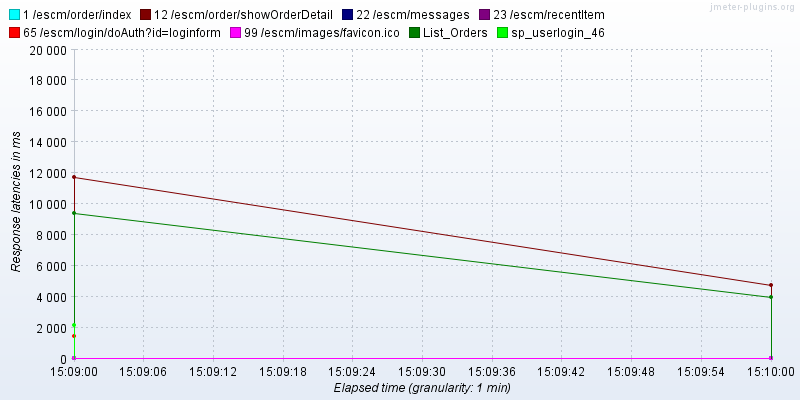 jmeter-plugins.org
1 /escm/order/index 12 /escm/order/showOrderDetail 22 /escm/messages 23 /escm/recentItem
65 /escm/login/doAuth?id=loginform 99 /escm/images/favicon.ico List_Orders sp_userlogin_46
20 000
18 000
16 000
14 000
12 000
10 000
8 000
6 000
4 000
2 000
0
Response latencies in ms
15:09:00 15:09:06 15:09:12 15:09:18 15:09:24 15:09:30 15:09:36 15:09:42 15:09:48 15:09:54 15:10:00
Elapsed time (granularity: 1 min)